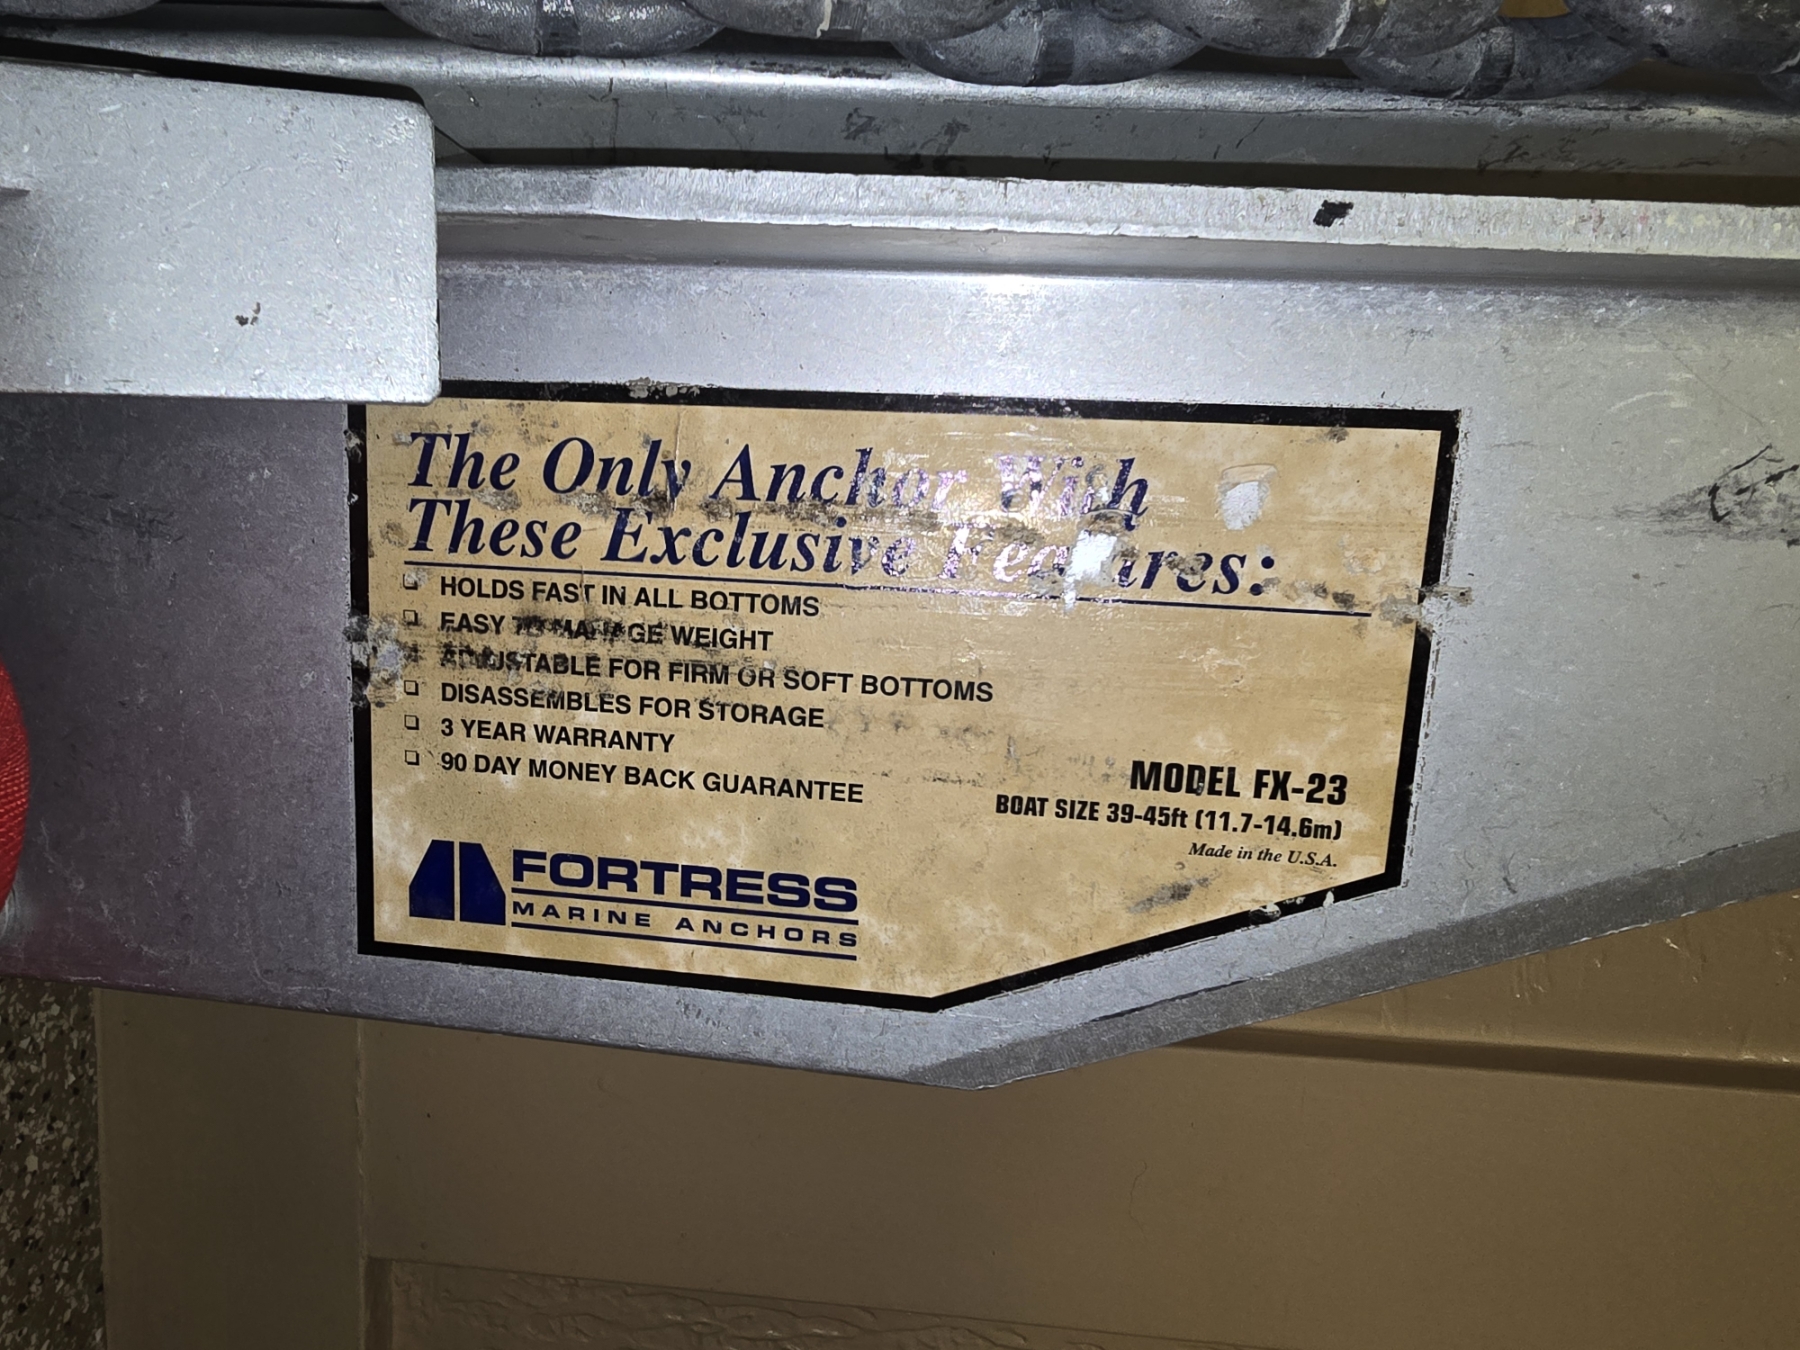 The Only Anchor With
These Exclusive Features:
❏ HOLDS FAST IN ALL BOTTOMS
❏ EASY TO MANAGE WEIGHT
❏ ADJUSTABLE FOR FIRM OR SOFT BOTTOMS
❏ DISASSEMBLES FOR STORAGE
❏ 3 YEAR WARRANTY
❏ 90 DAY MONEY BACK GUARANTEE
MODEL FX-23
BOAT SIZE 39-45ft (11.7-14.6m)
Made in the U.S.A.
FORTRESS
MARINE ANCHORS